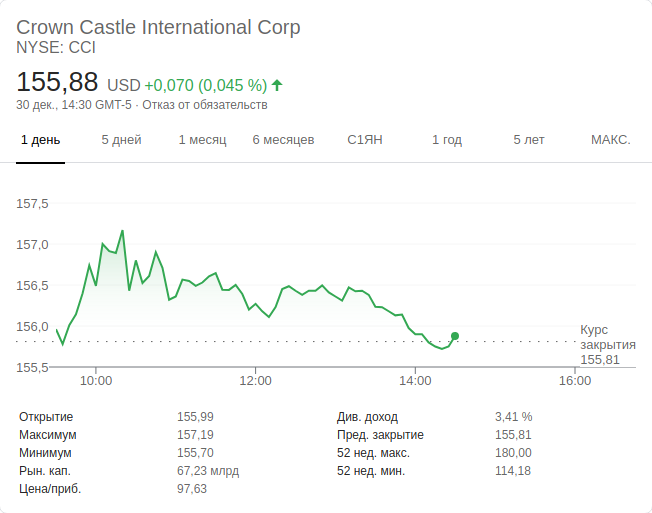 Crown Castle International Corp
NYSE: CCI
155,88 USD +0,070 (0,045 %)
30 дек., 14:30 GMT-5 · Отказ от обязательств
1 день 5 дней 1 месяц 6 месяцев С1ЯН 1 год 5 лет МАКС.
157,5
157,0
156,5
156,0
155,5
Курс
закрытия
155,81
10:00 12:00 14:00 16:00
Открытие 155,99 Див. доход 3,41 %
Максимум 157,19 Пред. закрытие 155,81
Минимум 155,70 52 нед. макс. 180,00
Рын. кап. 67,23 млрд 52 нед. мин. 114,18
Цена/приб. 97,63